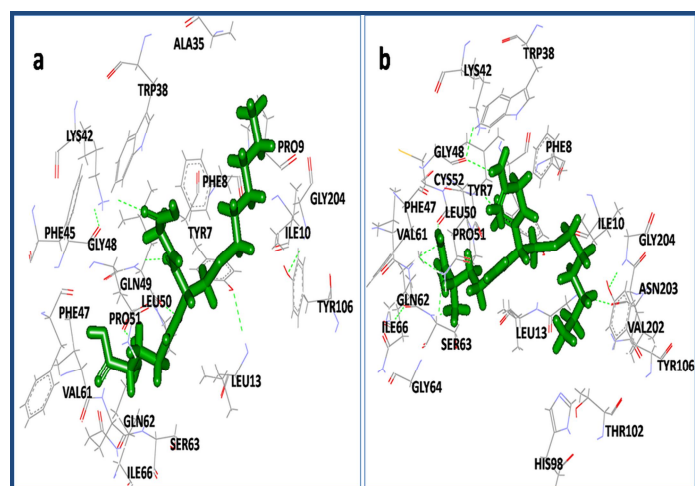 a
ALA35
TRP38
LYS42
PRO9
PHE8
GLY204
PHE45
TYR7
ILE10
GLY48
GLN49
LEU50
PHE47
PRO51
TYR106
LEU13
VAL61
GLN62
SER63
ILE66
b
TRP38
LYS42
GLY48
PHE8
CYS52
TYR7
PHE47
LEU50
ILE10
VAL61
PRO51
GLY204
GLN62
ASN203
ILE66
LEU13
VAL202
SER63
TYR106
GLY64
THR102
HIS98